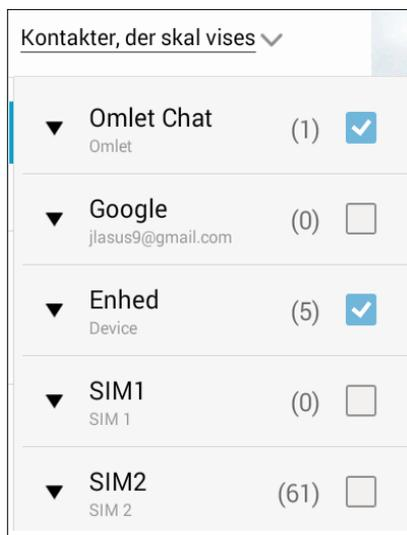 Kontakter, der skal vises
Omlet Chat (1)
Omlet
Google (0)
jlasus9@gmail.com
Enhed (5)
Device
SIM1 (0)
SIM 1
SIM2 (61)
SIM 2